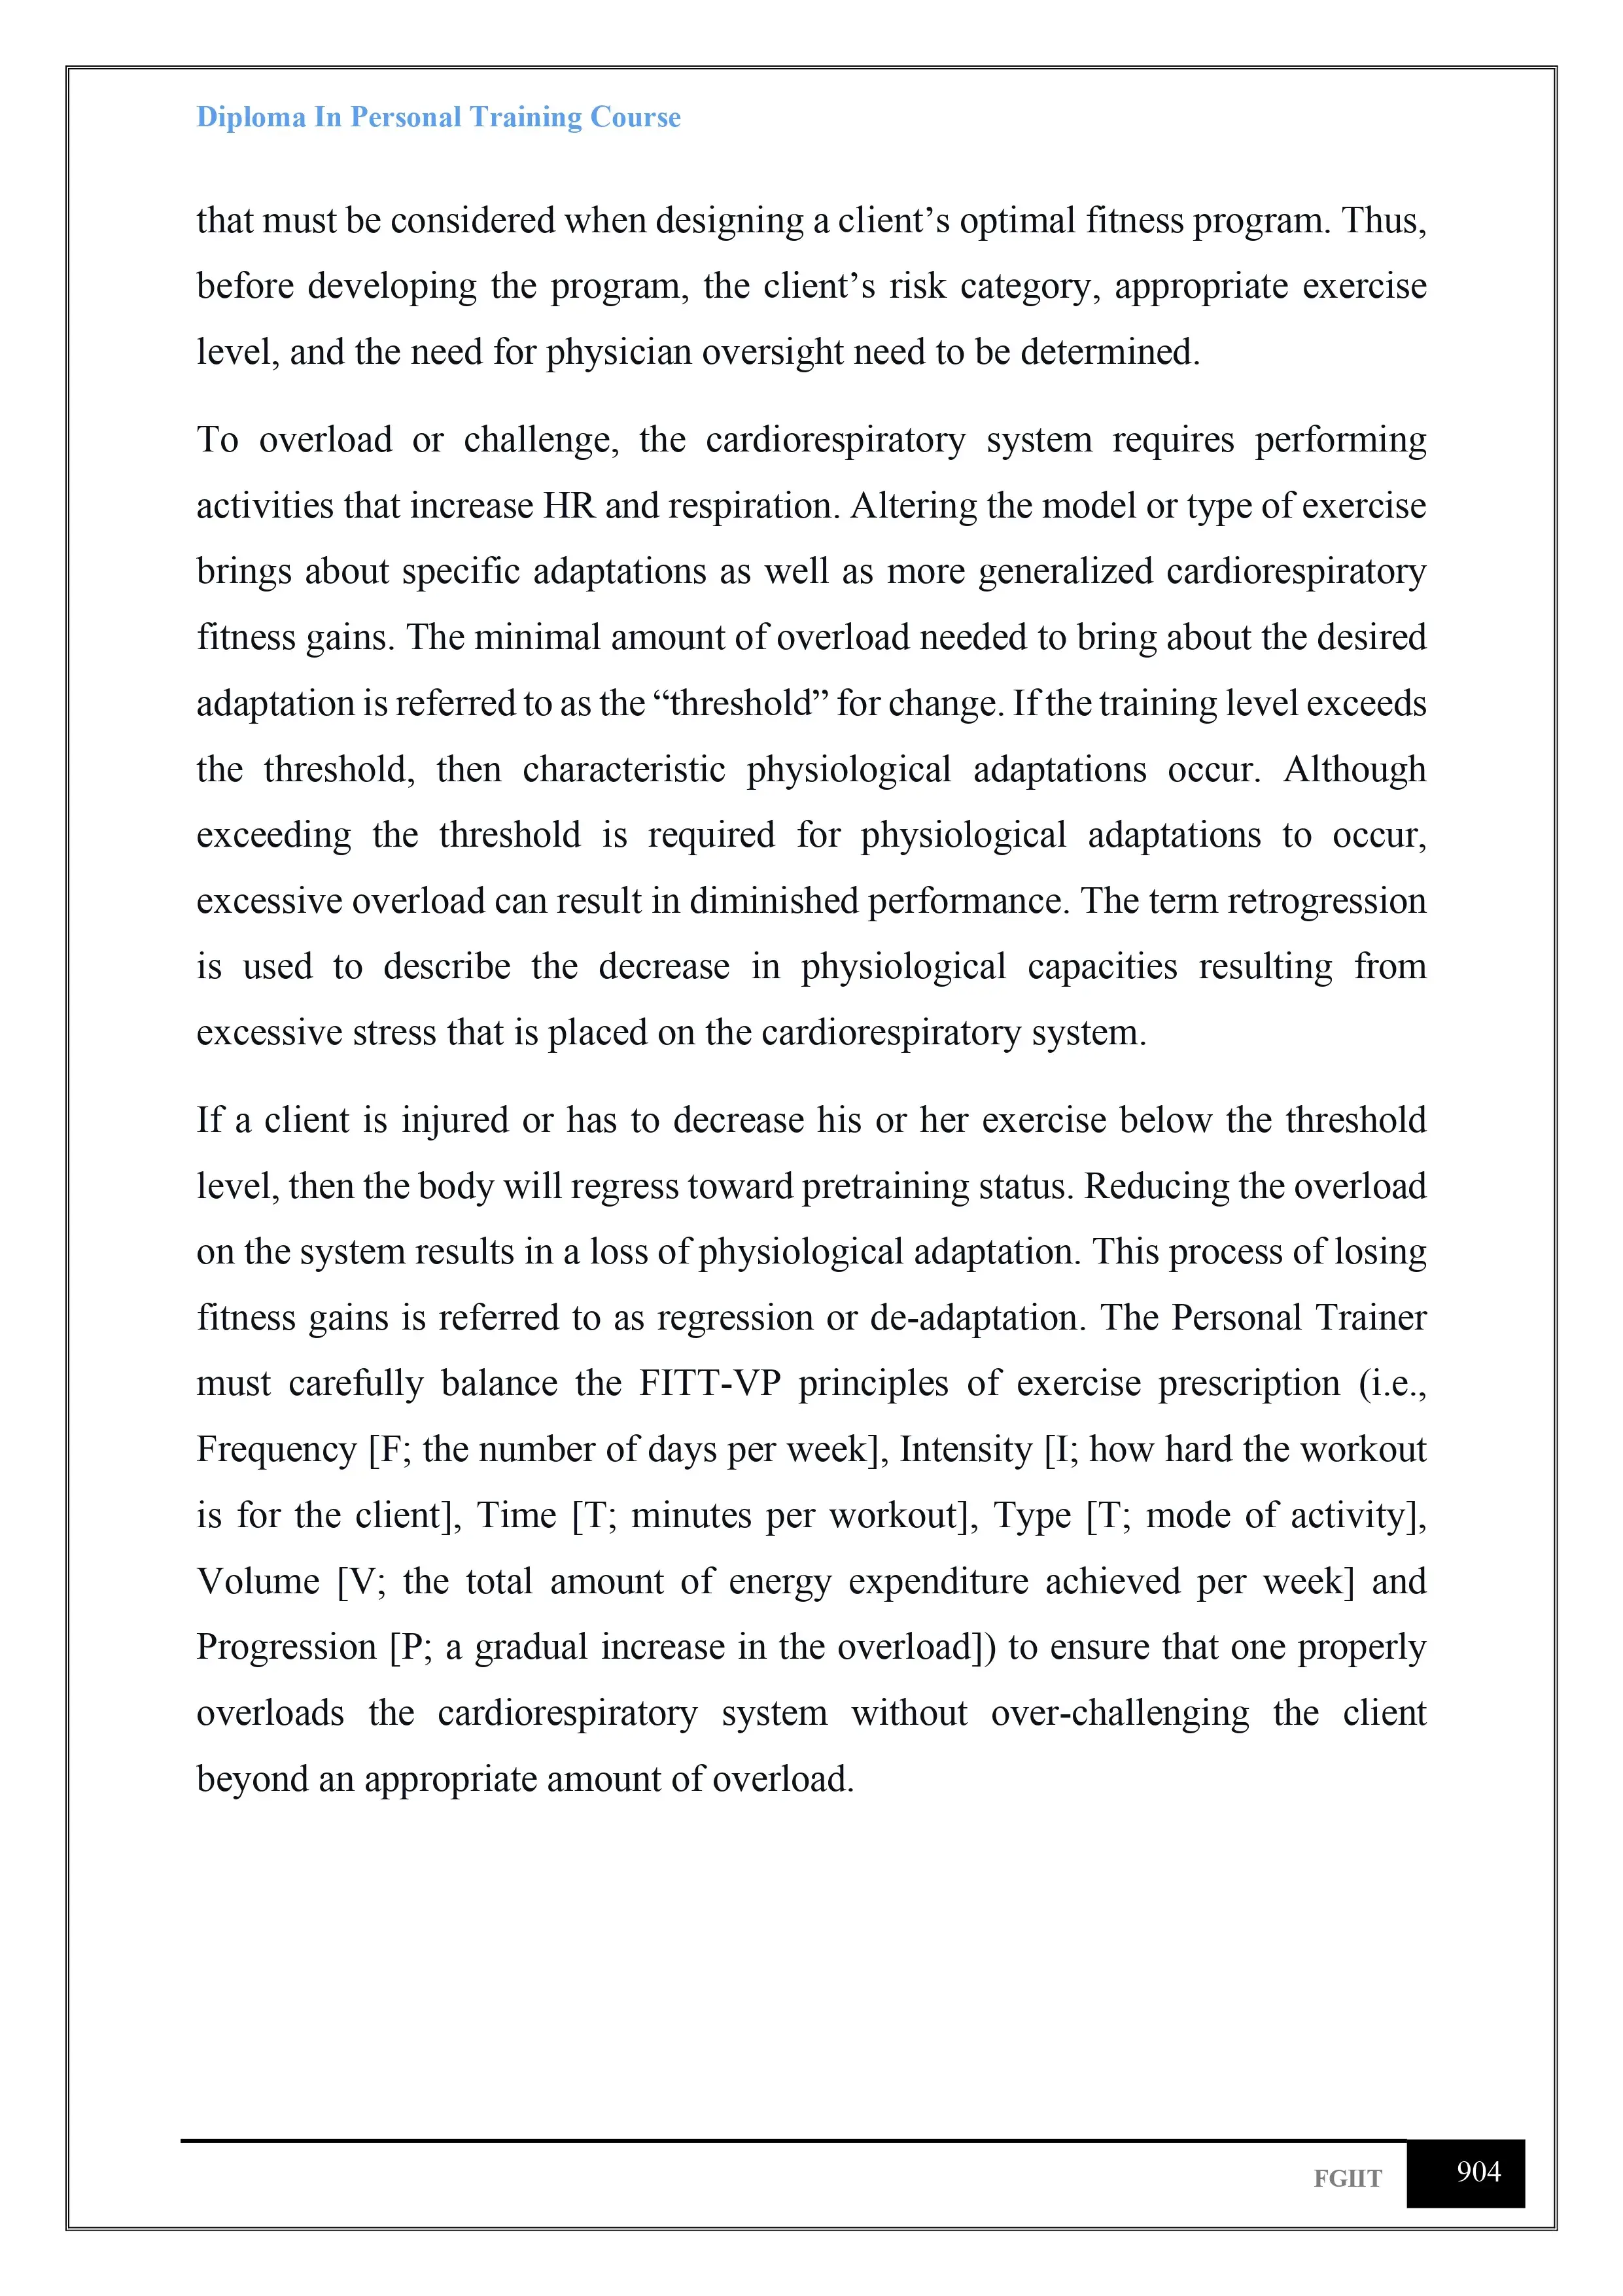 Diploma In Personal Training Course
that must be considered when designing a client’s optimal fitness program. Thus,
before developing the program, the client’s risk category, appropriate exercise
level, and the need for physician oversight need to be determined.
To overload or challenge, the cardiorespiratory system requires performing
activities that increase HR and respiration. Altering the model or type of exercise
brings about specific adaptations as well as more generalized cardiorespiratory
fitness gains. The minimal amount of overload needed to bring about the desired
adaptation is referred to as the “threshold” for change. If the training level exceeds
the threshold, then characteristic physiological adaptations occur. Although
exceeding the threshold is required for physiological adaptations to occur,
excessive overload can result in diminished performance. The term retrogression
is used to describe the decrease in physiological capacities resulting from
excessive stress that is placed on the cardiorespiratory system.
If a client is injured or has to decrease his or her exercise below the threshold
level, then the body will regress toward pretraining status. Reducing the overload
on the system results in a loss of physiological adaptation. This process of losing
fitness gains is referred to as regression or de-adaptation. The Personal Trainer
must carefully balance the FITT-VP principles of exercise prescription (i.e.,
Frequency [F; the number of days per week], Intensity [I; how hard the workout
is for the client], Time [T; minutes per workout], Type [T; mode of activity],
Volume [V; the total amount of energy expenditure achieved per week] and
Progression [P; a gradual increase in the overload]) to ensure that one properly
overloads the cardiorespiratory system without over-challenging the client
beyond an appropriate amount of overload.
FGIIT 904